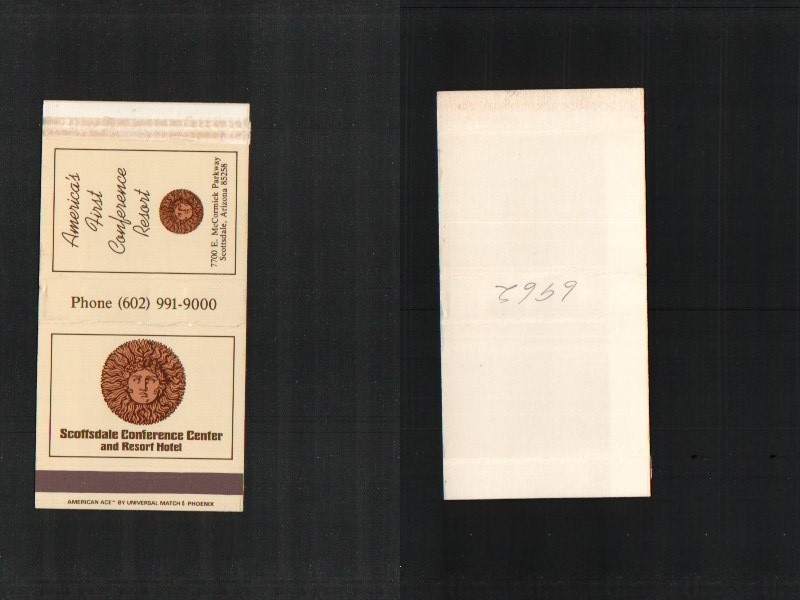 America's
First
Conference
Resort
7700 E. McCormick Parkway
Scottsdale, Arizona 85258
Phone (602) 991-9000
Scottsdale Conference Center
and Resort Hotel
AMERICAN ACE™ BY UNIVERSAL MATCH PHOENIX
6962